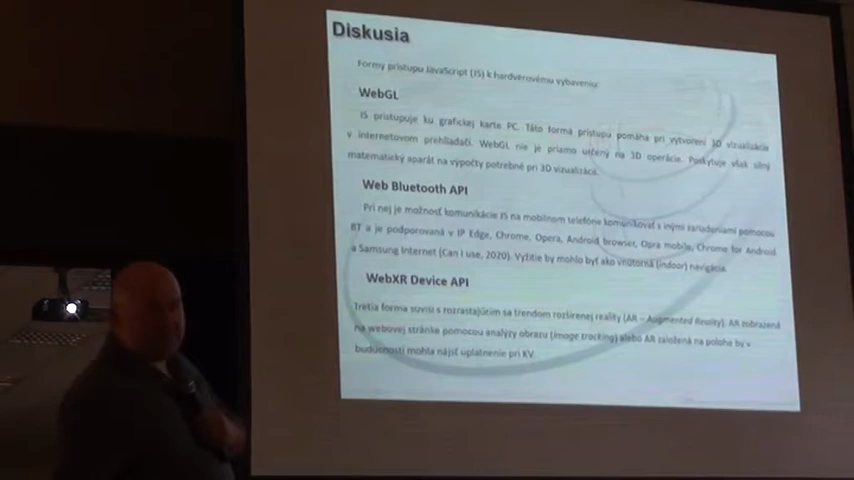 Diskusia
Formy prístupu JavaScript (JS) k hardvérovému vybaveniu:
WebGL
JS pristupuje ku grafickej karte PC. Táto forma prístupu pomáha pri vytvorení 3D vizualizácie
v internetovom prehliadači. WebGL nie je priamo určený na 3D operácie. Poskytuje však silný
matematický aparát na výpočty potrebné pri 3D vizualizácii.
Web Bluetooth API
Pri nej je možnosť komunikácie JS na mobilnom telefóne komunikovať s inými zariadeniami pomocou
BT a je podporovaná v IP Edge, Chrome, Opera, Android browser, Opra mobile, Chrome for Android
a Samsung Internet (Can I use, 2020). Využitie by mohlo byť ako vnútorná (indoor) navigácia.
WebXR Device API
Tretia forma súvisí s rozrastajúcim sa trendom rozšírenej reality (AR – Augmented Reality). AR zobrazená
na webovej stránke pomocou analýzy obrazu (image tracking) alebo AR založená na polohe by v
budúcnosti mohla nájsť uplatnenie pri KV.